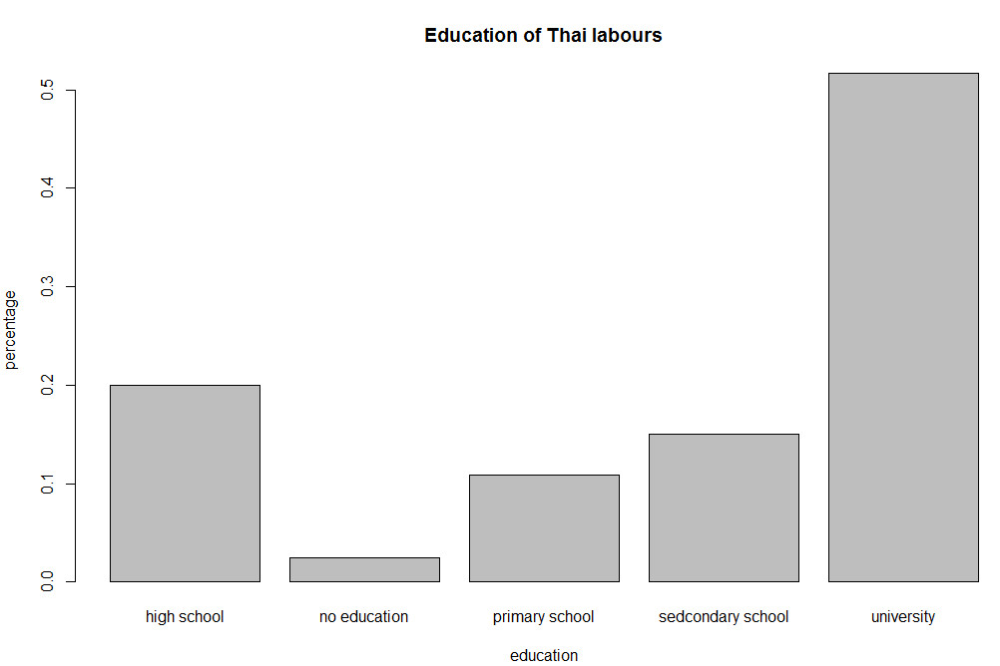 Education of Thai labours
percentage
0.5
0.4
0.3
0.2
0.1
0.0
high school no education primary school sedcondary school university
education